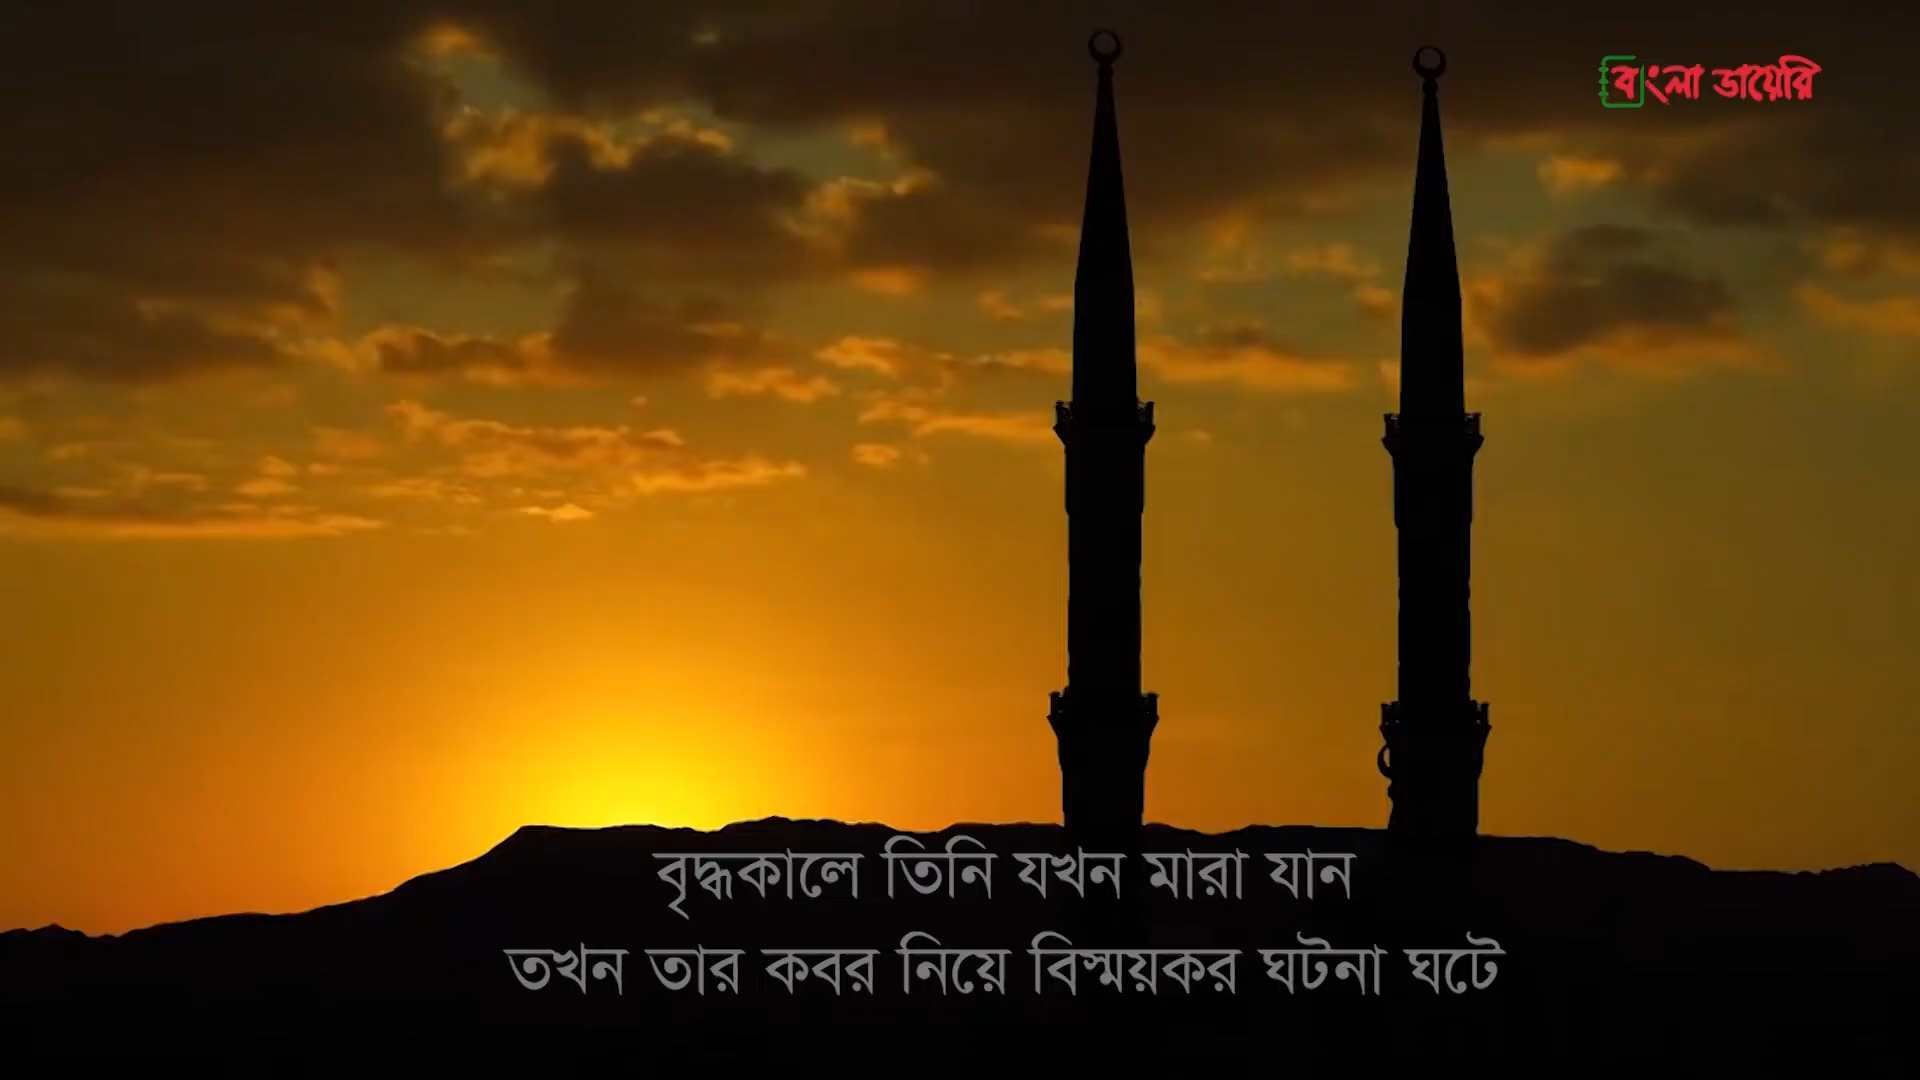 বাংলা ডায়েরি
বৃদ্ধকালে তিনি যখন মারা যান
তখন তার কবর নিয়ে বিস্ময়কর ঘটনা ঘটে